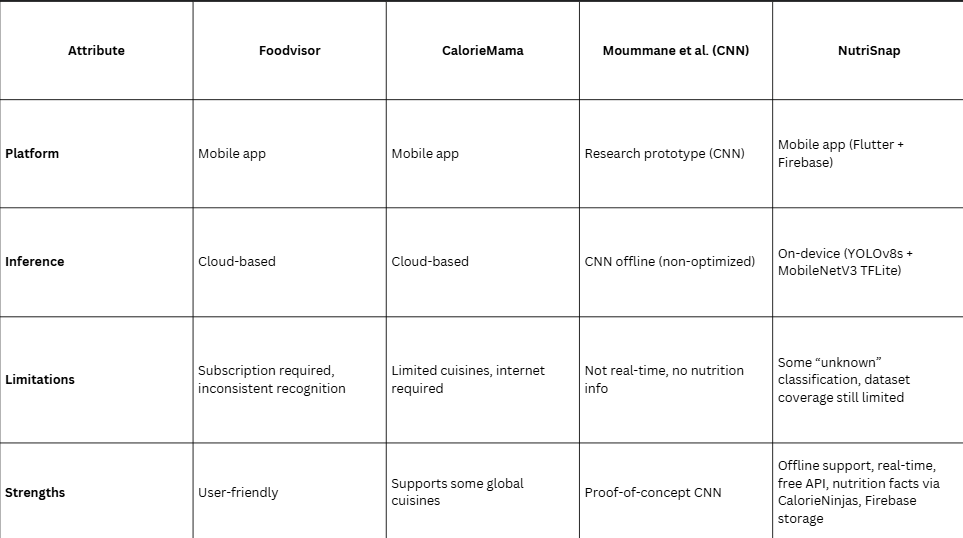 Attribute
Foodvisor
CalorieMama
Moummane et al. (CNN)
NutriSnap
Platform
Mobile app
Mobile app
Research prototype (CNN)
Mobile app (Flutter +
Firebase)
Inference
Cloud-based
Cloud-based
CNN offline (non-optimized)
On-device (YOLOv8s +
MobileNetV3 TFLite)
Limitations
Subscription required,
inconsistent recognition
Limited cuisines, internet
required
Not real-time, no nutrition
info
Some “unknown”
classification, dataset
coverage still limited
Strengths
User-friendly
Supports some global
cuisines
Proof-of-concept CNN
Offline support, real-time,
free API, nutrition facts via
CalorieNinjas, Firebase
storage